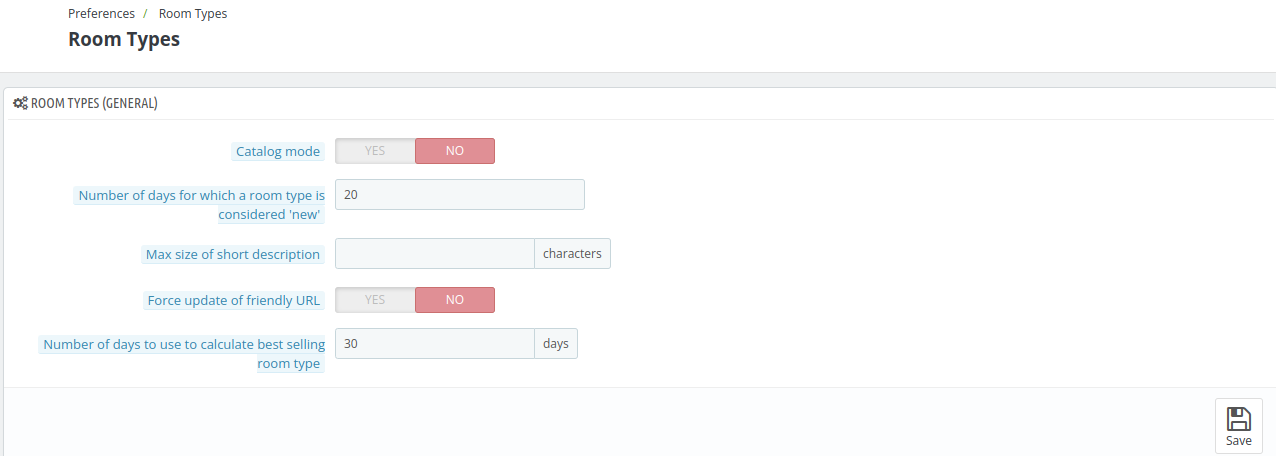 Preferences / Room Types
Room Types
ROOM TYPES (GENERAL)
Catalog mode YES NO
Number of days for which a room type is 20
considered 'new'
Max size of short description characters
Force update of friendly URL YES NO
Number of days to use to calculate best selling 30 days
room type
Save